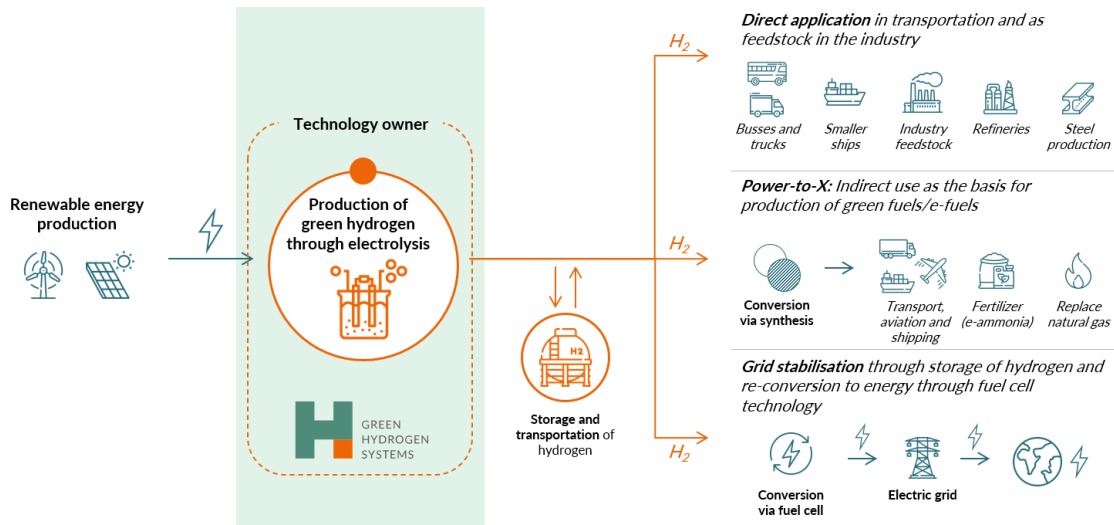 Renewable energy
production
Technology owner
Production of
green hydrogen
through electrolysis
GREEN
HYDROGEN
SYSTEMS
H2
Storage and
transportation of
hydrogen
H2
Direct application in transportation and as
feedstock in the industry
Busses and
trucks
Smaller
ships
Industry
feedstock
Refineries
Steel
production
H2
Power-to-X: Indirect use as the basis for
production of green fuels/e-fuels
Conversion
via synthesis
Transport,
aviation and
shipping
Fertilizer
(e-ammonia)
Replace
natural gas
H2
Grid stabilisation through storage of hydrogen and
re-conversion to energy through fuel cell
technology
Conversion
via fuel cell
Electric grid